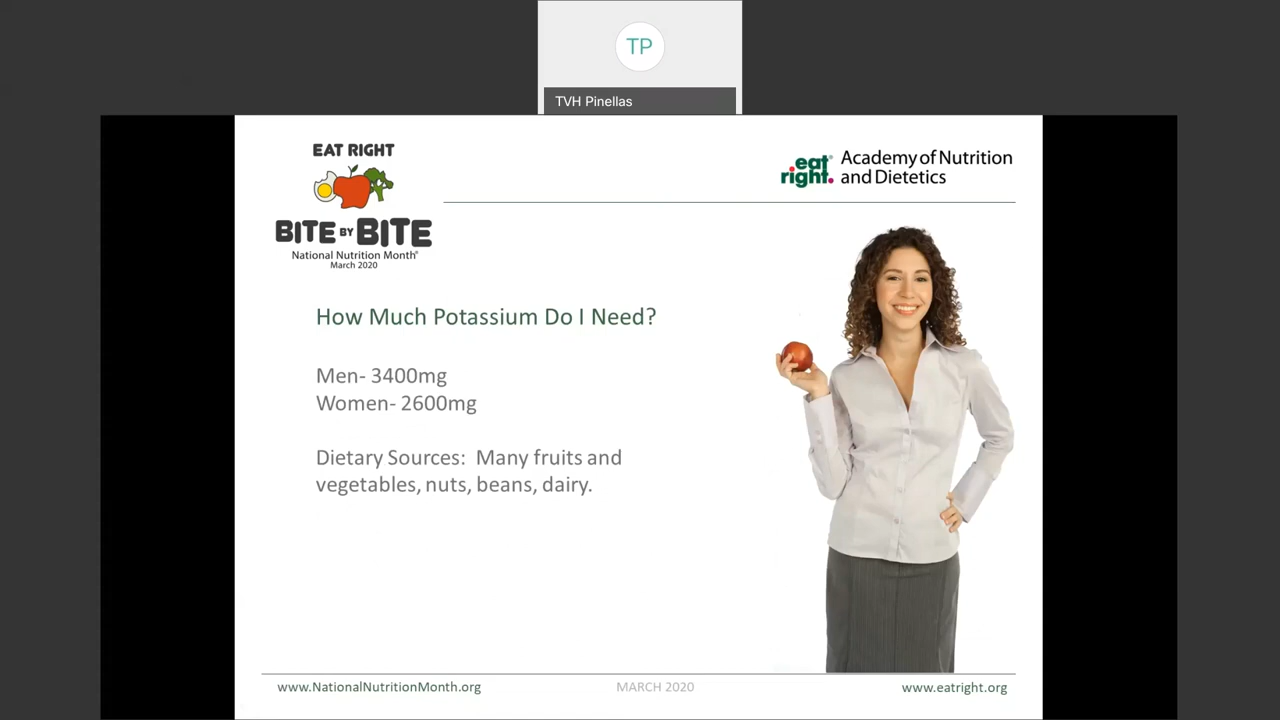 TP
TVH Pinellas
EAT RIGHT
BITE BY BITE
National Nutrition Month®
March 2020
eat right. Academy of Nutrition
and Dietetics
How Much Potassium Do I Need?
Men- 3400mg
Women- 2600mg
Dietary Sources:  Many fruits and
vegetables, nuts, beans, dairy.
www.NationalNutritionMonth.org
MARCH 2020
www.eatright.org